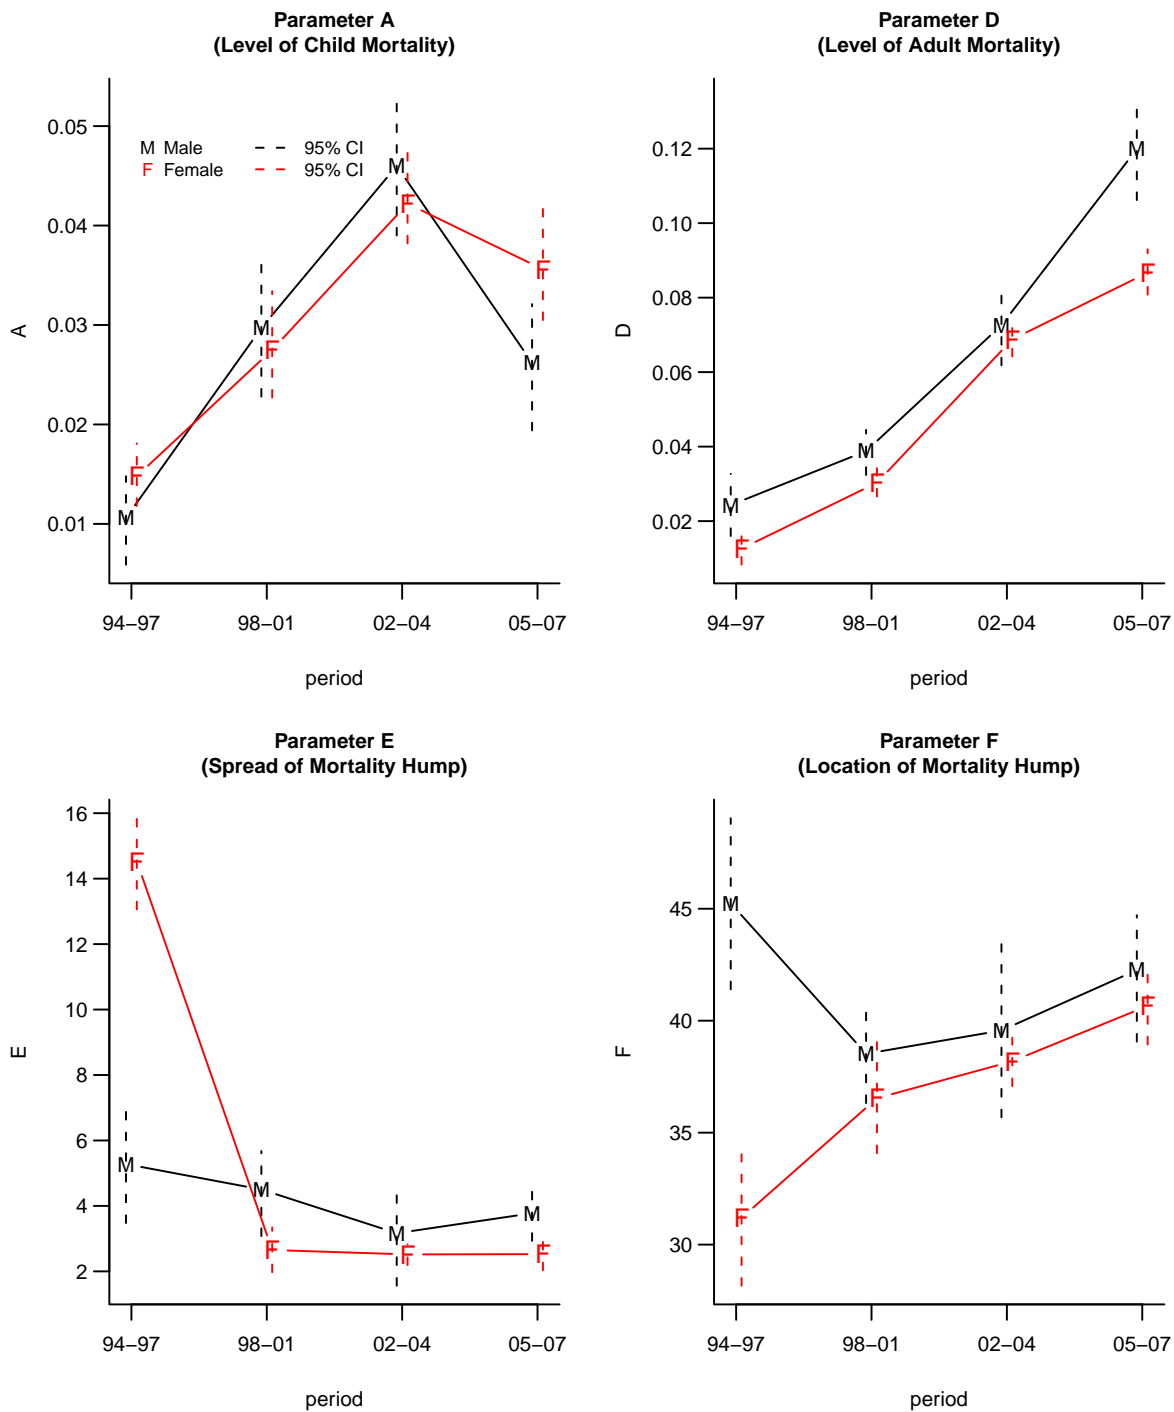 Parameter A
(Level of Child Mortality)
A
0.05
0.04
0.03
0.02
0.01
M Male – – 95% CI
F Female – – 95% CI
M
M
M
M
F
F
F
F
94–97 98–01 02–04 05–07
period
Parameter D
(Level of Adult Mortality)
D
0.12
0.10
0.08
0.06
0.04
0.02
M
M
M
M
F
F
F
F
94–97 98–01 02–04 05–07
period
Parameter E
(Spread of Mortality Hump)
E
16
14
12
10
8
6
4
2
M
M
M
M
F
F
F
F
94–97 98–01 02–04 05–07
period
Parameter F
(Location of Mortality Hump)
F
45
40
35
30
M
M
M
M
F
F
F
F
94–97 98–01 02–04 05–07
period